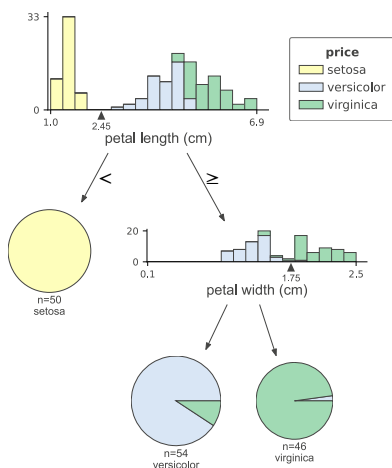 33
0
1.0
2.45
6.9
petal length (cm)
price
setosa
versicolor
virginica
<
≥
n=50
setosa
20
0
0.1
1.75
2.5
petal width (cm)
n=54
versicolor
n=46
virginica